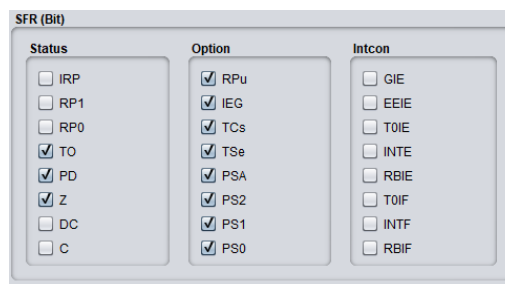 SFR (Bit)
Status
IRP
RP1
RP0
TO
PD
Z
DC
C
Option
RPu
IEG
TCs
TSe
PSA
PS2
PS1
PS0
Intcon
GIE
EEIE
T0IE
INTE
RBIE
T0IF
INTF
RBIF